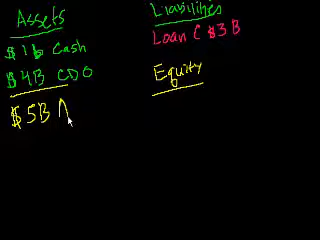 Assets
$1b Cash
$4B CDO
$5B
Liabilities
Loan C $3B
Equity